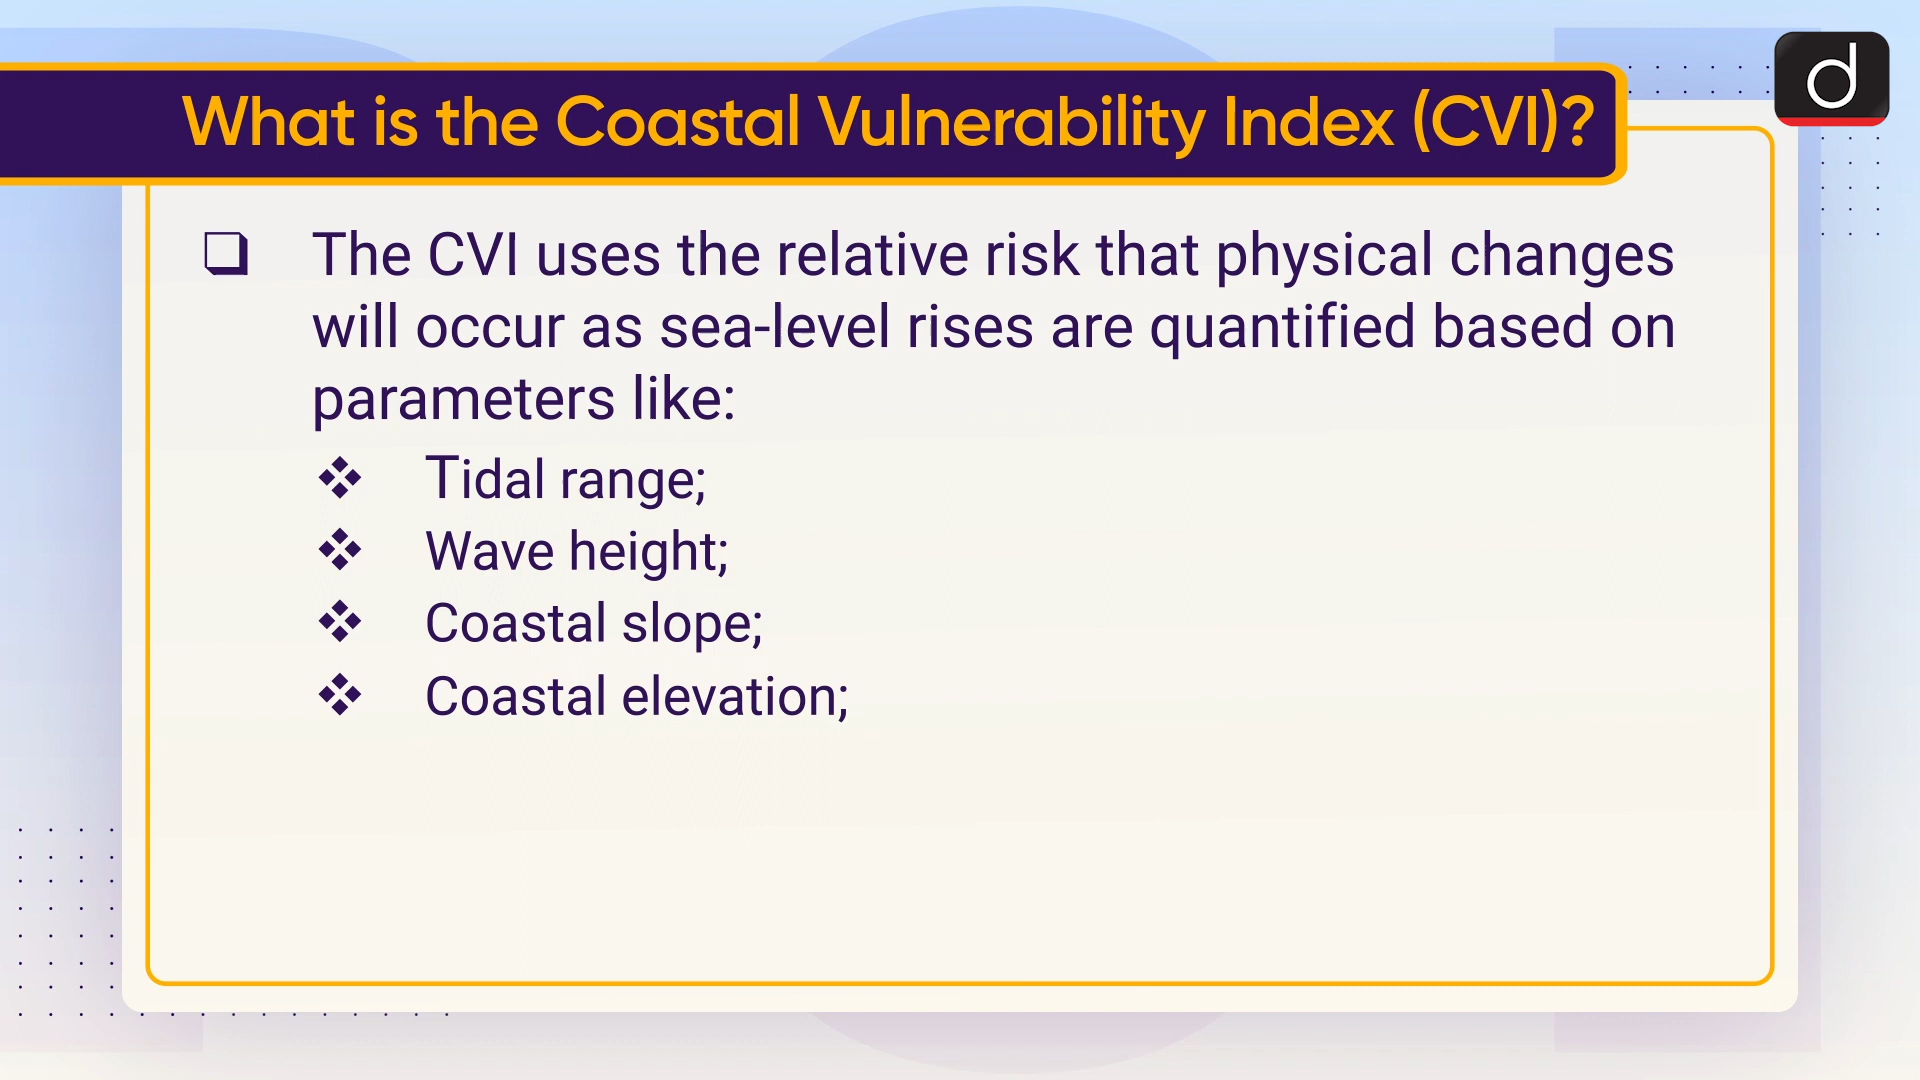 What is the Coastal Vulnerability Index (CVI)?
d
❑ The CVI uses the relative risk that physical changes
will occur as sea-level rises are quantified based on
parameters like:
❖ Tidal range;
❖ Wave height;
❖ Coastal slope;
❖ Coastal elevation;